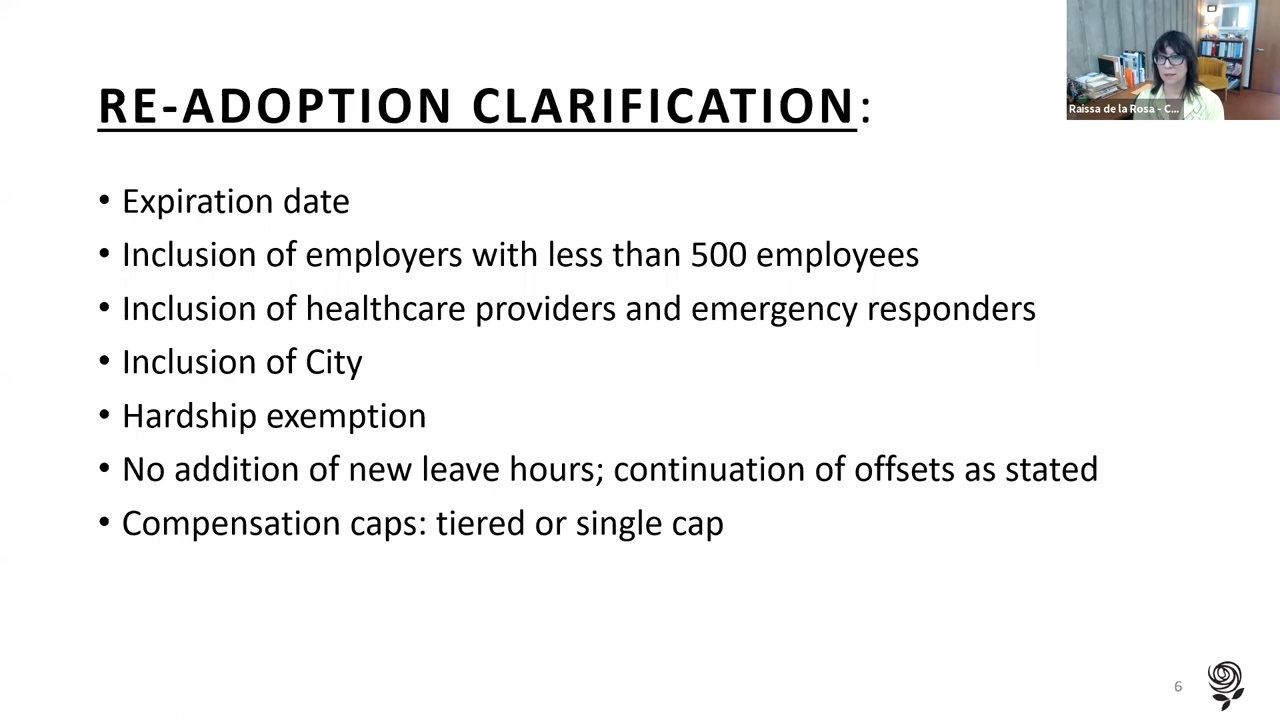 RE-ADOPTION CLARIFICATION:
Raissa de la Rosa - C...
• Expiration date
• Inclusion of employers with less than 500 employees
• Inclusion of healthcare providers and emergency responders
• Inclusion of City
• Hardship exemption
• No addition of new leave hours; continuation of offsets as stated
• Compensation caps: tiered or single cap
6